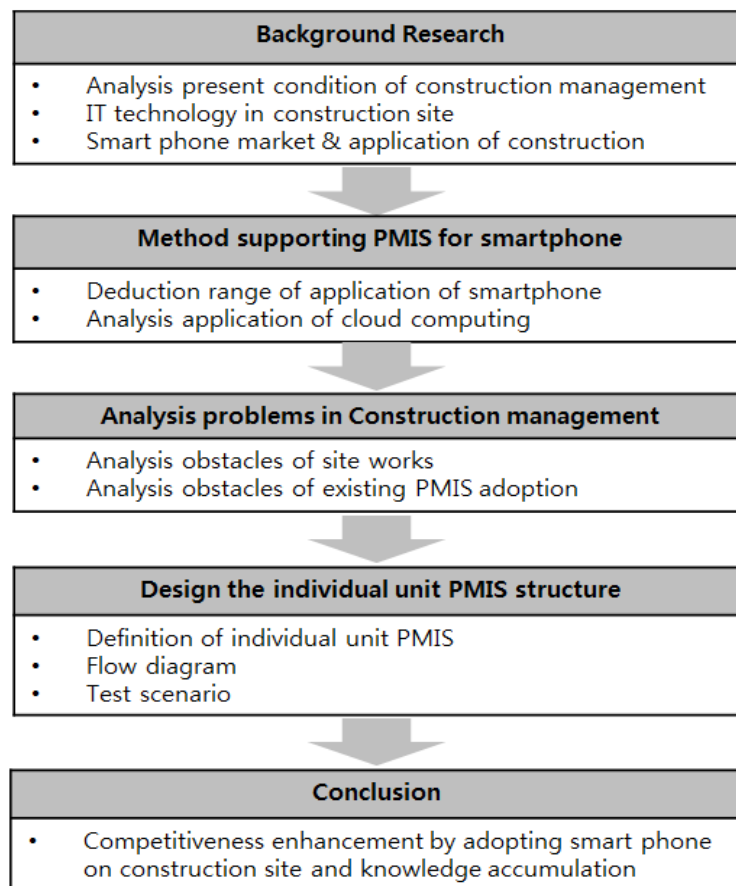 Background Research
• Analysis present condition of construction management
• IT technology in construction site
• Smart phone market & application of construction
Method supporting PMIS for smartphone
• Deduction range of application of smartphone
• Analysis application of cloud computing
Analysis problems in Construction management
• Analysis obstacles of site works
• Analysis obstacles of existing PMIS adoption
Design the individual unit PMIS structure
• Definition of individual unit PMIS
• Flow diagram
• Test scenario
Conclusion
• Competitiveness enhancement by adopting smart phone
on construction site and knowledge accumulation